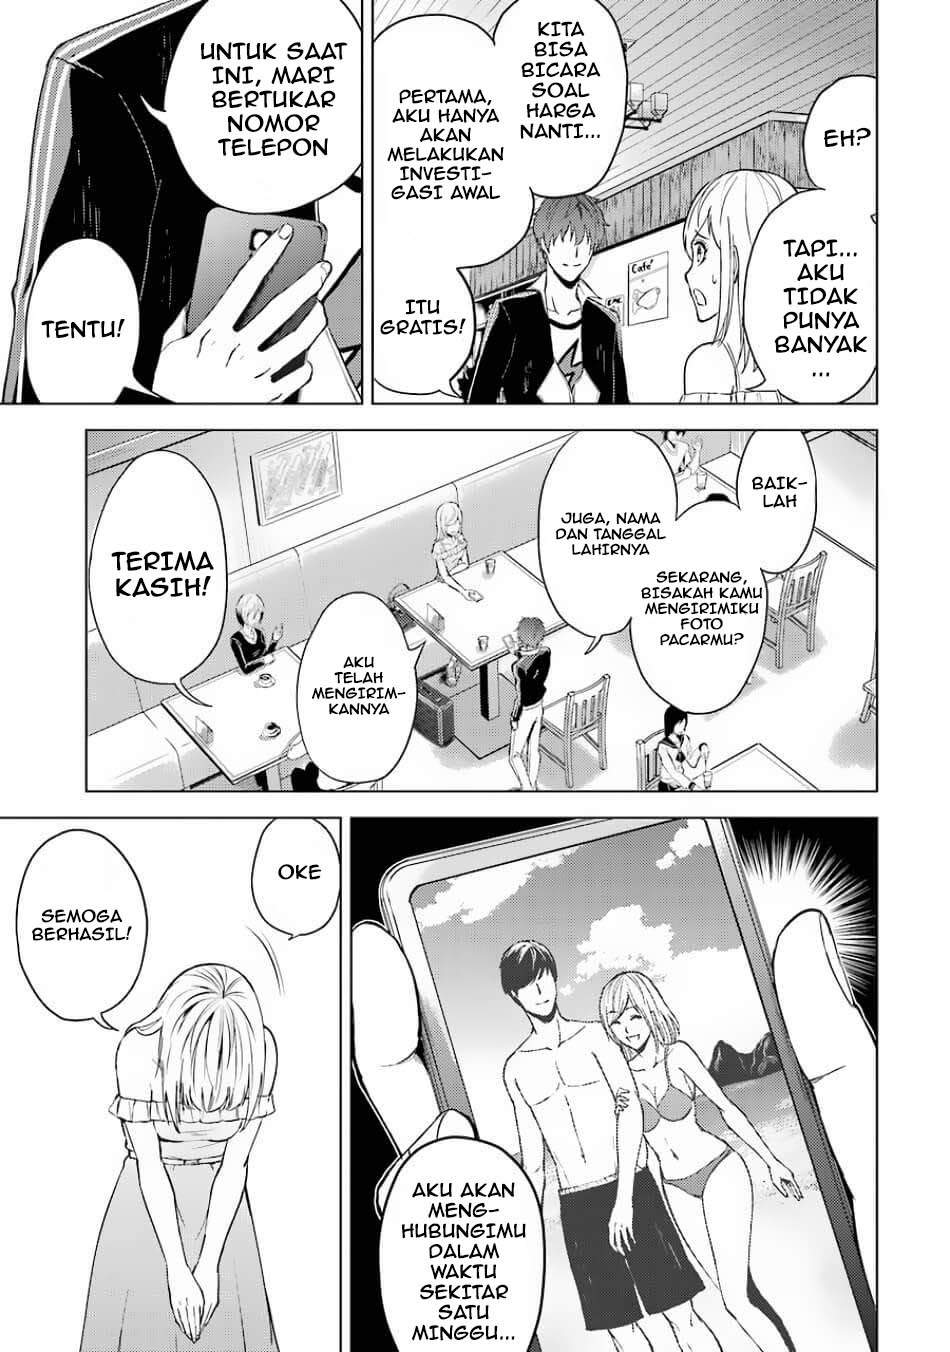 EH?
TAPI...
AKU
TIDAK
PUNYA
BANYAK
...
KITA
BISA
BICARA
SOAL
HARGA
NANTI...
PERTAMA,
AKU HANYA
AKAN
MELAKUKAN
INVESTI-
GASI AWAL
ITU
GRATIS!
Cafe'
UNTUK SAAT
INI, MARI
BERTUKAR
NOMOR
TELEPON
TENTU!
BAIK-
LAH
SEKARANG,
BISAKAH KAMU
MENGIRIMIKU
FOTO
PACARMU?
JUGA, NAMA
DAN TANGGAL
LAHIRNYA
AKU
TELAH
MENGIRIM-
KANNYA
TERIMA
KASIH!
AKU AKAN
MENG-
HUBUNGIMU
DALAM
WAKTU
SEKITAR
SATU
MINGGU...
OKE
SEMOGA
BERHASIL!